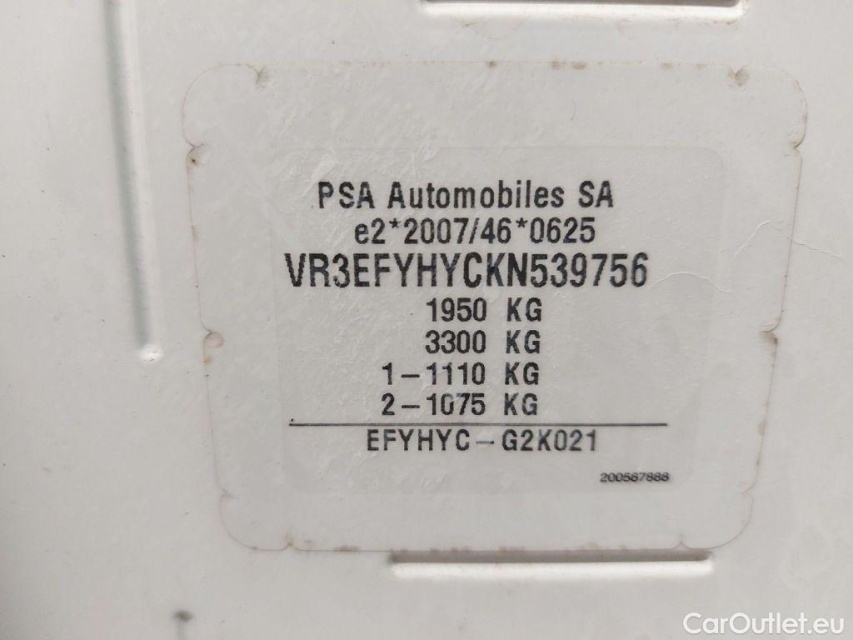 PSA Automobiles SA
e2*2007/46*0625
VR3EFYHYCKN539756
1950 KG
3300 KG
1-1110 KG
2-1075 KG
EFYHYC-G2K021
200587888
CarOutlet.eu